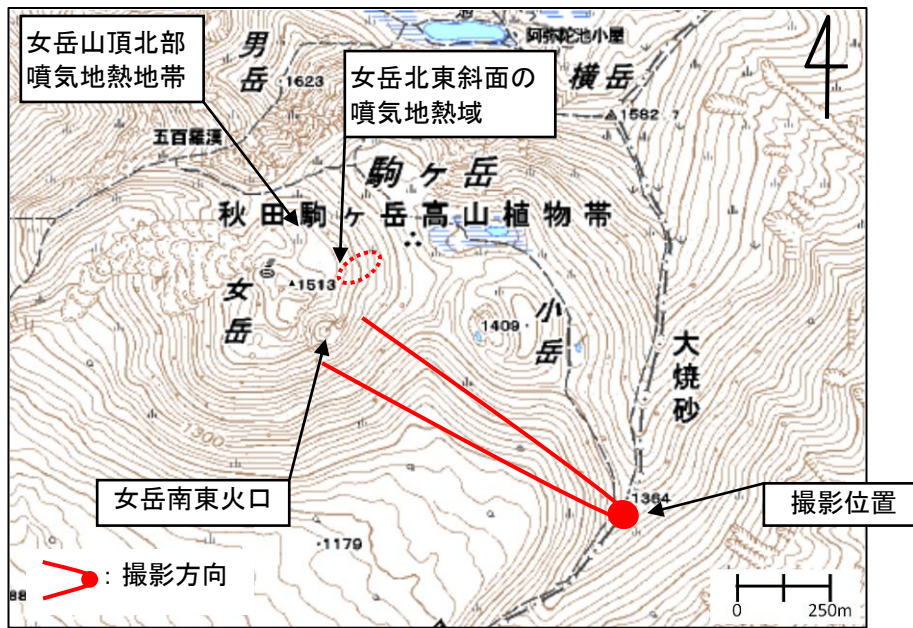 女岳山頂北部
噴気地熱地帯
女岳北東斜面の
噴気地熱域
池
阿弥陀池小屋
男岳
1623
横岳
1582
五百羅漢
駒ヶ岳
秋田駒ヶ岳高山植物帯
女岳
1513
小岳
1409
大焼砂
1300
女岳南東火口
1364
撮影位置
1179
: 撮影方向
0 250m